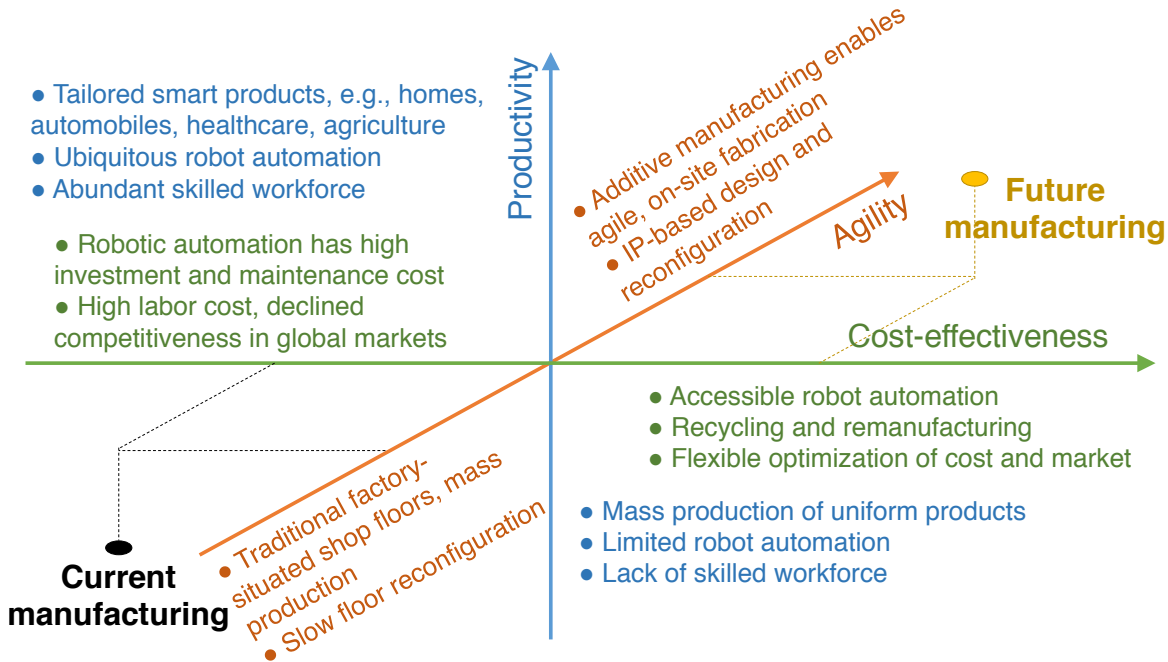 ● Tailored smart products, e.g., homes,
automobiles, healthcare, agriculture
● Ubiquitous robot automation
● Abundant skilled workforce
● Robotic automation has high
investment and maintenance cost
● High labor cost, declined
competitiveness in global markets
Productivity
● Additive manufacturing enables
agile, on-site fabrication
● IP-based design and
reconfiguration
Agility
Future
manufacturing
Cost-effectiveness
● Accessible robot automation
● Recycling and remanufacturing
● Flexible optimization of cost and market
● Mass production of uniform products
● Limited robot automation
● Lack of skilled workforce
● Traditional factory-
situated shop floors, mass
production
● Slow floor reconfiguration
Current
manufacturing